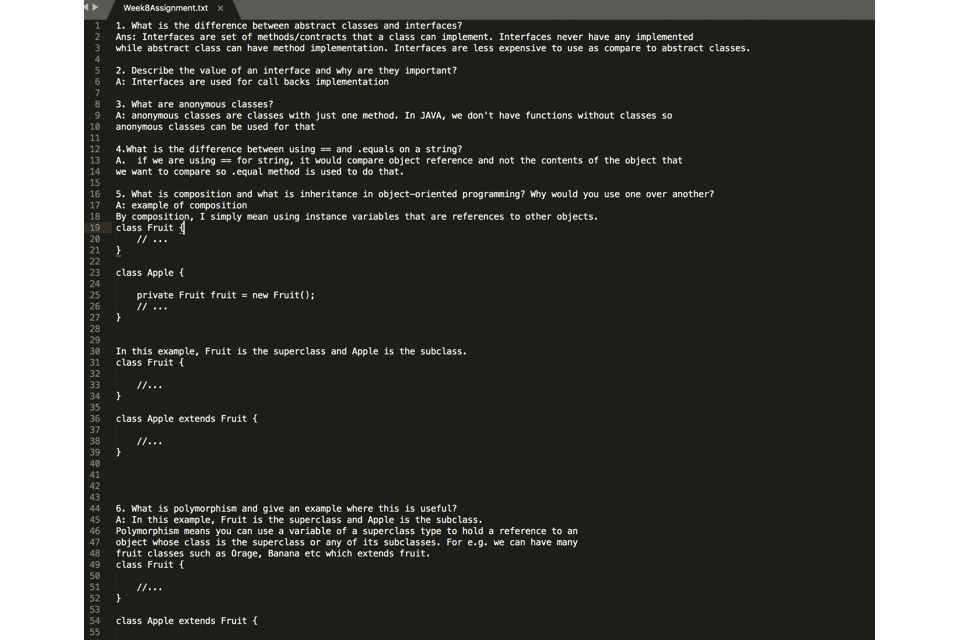 Week8Assignment.txt ×
1 1. What is the difference between abstract classes and interfaces?
2 Ans: Interfaces are set of methods/contracts that a class can implement. Interfaces never have any implemented
3 while abstract class can have method implementation. Interfaces are less expensive to use as compare to abstract classes.
4
5 2. Describe the value of an interface and why are they important?
6 A: Interfaces are used for call backs implementation
7
8 3. What are anonymous classes?
9 A: anonymous classes are classes with just one method. In JAVA, we don't have functions without classes so
10 anonymous classes can be used for that
11
12 4.What is the difference between using == and .equals on a string?
13 A.  if we are using == for string, it would compare object reference and not the contents of the object that
14 we want to compare so .equal method is used to do that.
15
16 5. What is composition and what is inheritance in object-oriented programming? Why would you use one over another?
17 A: example of composition
18 By composition, I simply mean using instance variables that are references to other objects.
19 class Fruit {
20     // ...
21 }
22
23 class Apple {
24
25     private Fruit fruit = new Fruit();
26     // ...
27 }
28
29
30 In this example, Fruit is the superclass and Apple is the subclass.
31 class Fruit {
32
33     //...
34 }
35
36 class Apple extends Fruit {
37
38     //...
39 }
40
41
42
43
44 6. What is polymorphism and give an example where this is useful?
45 A: In this example, Fruit is the superclass and Apple is the subclass.
46 Polymorphism means you can use a variable of a superclass type to hold a reference to an
47 object whose class is the superclass or any of its subclasses. For e.g. we can have many
48 fruit classes such as Orage, Banana etc which extends fruit.
49 class Fruit {
50
51     //...
52 }
53
54 class Apple extends Fruit {
55